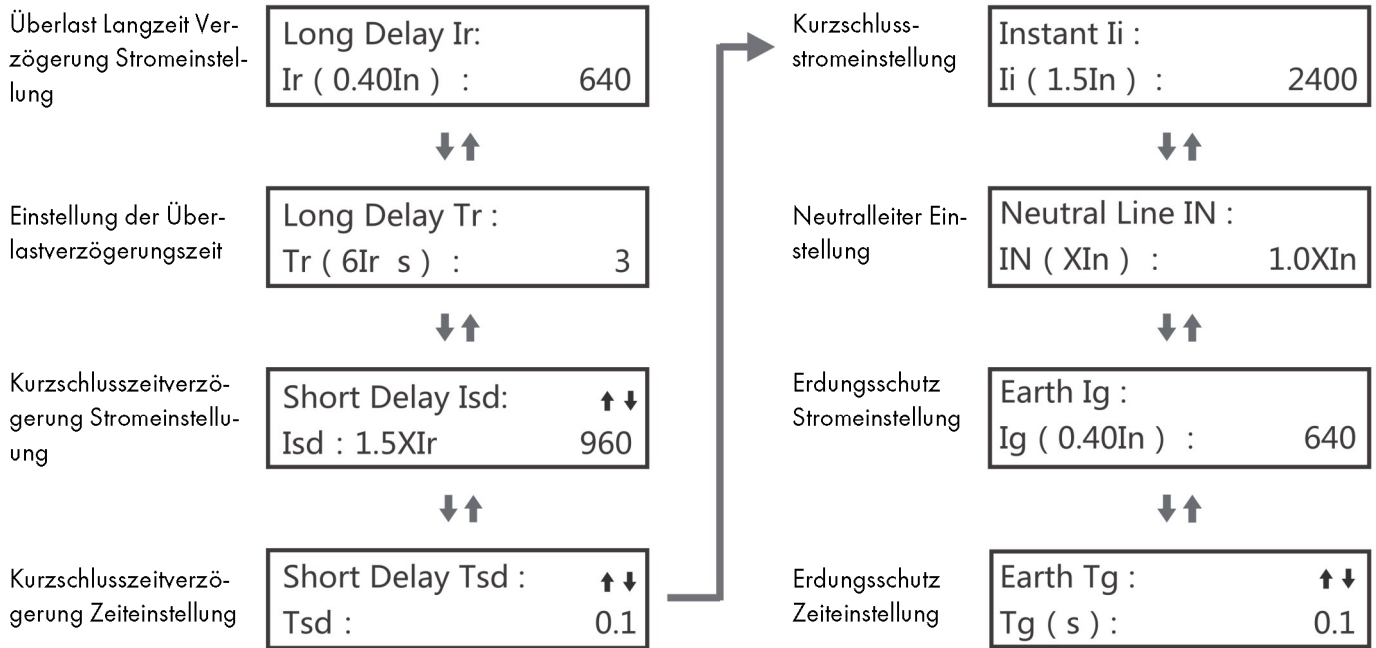 Überlast Langzeit Ver-
zögerung Stromeinstel-
lung
Long Delay Ir:
Ir ( 0.40In ) : 640
Einstellung der Über-
lastverzögerungszeit
Long Delay Tr :
Tr ( 6Ir s ) : 3
Kurzschlusszeitverzö-
gerung Stromeinstellu-
ung
Short Delay Isd: ↑↓
Isd : 1.5XIr 960
Kurzschlusszeitverzö-
gerung Zeiteinstellung
Short Delay Tsd : ↑↓
Tsd : 0.1
Kurzschluss-
stromeinstellung
Instant Ii :
Ii ( 1.5In ) : 2400
Neutralleiter Ein-
stellung
Neutral Line IN :
IN ( XIn ) : 1.0XIn
Erdungsschutz
Stromeinstellung
Earth Ig :
Ig ( 0.40In ) : 640
Erdungsschutz
Zeiteinstellung
Earth Tg : ↑↓
Tg ( s ) : 0.1